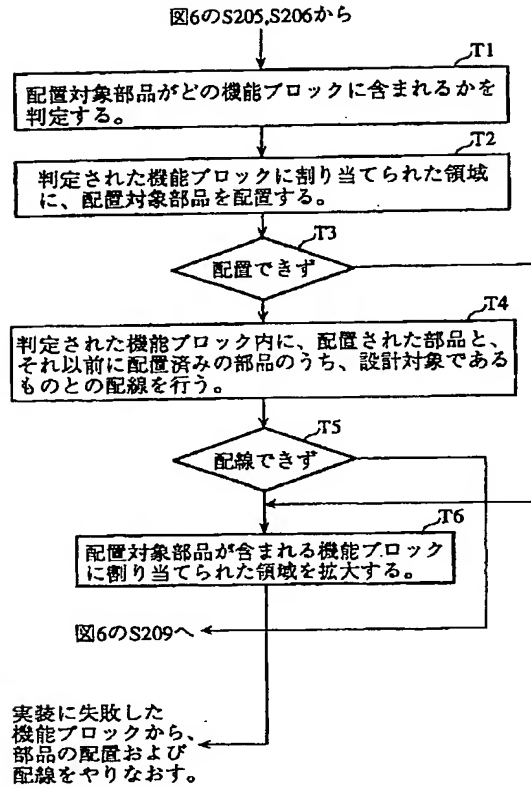 図6のS205,S206から
T1
配置対象部品がどの機能ブロックに含まれるかを
判定する。
T2
判定された機能ブロックに割り当てられた領域
に、配置対象部品を配置する。
T3
配置できず
T4
判定された機能ブロック内に、配置された部品と、
それ以前に配置済みの部品のうち、設計対象である
ものとの配線を行う。
T5
配線できず
T6
配置対象部品が含まれる機能ブロック
に割り当てられた領域を拡大する。
図6のS209へ
実装に失敗した
機能ブロックから、
部品の配置および
配線をやりなおす。